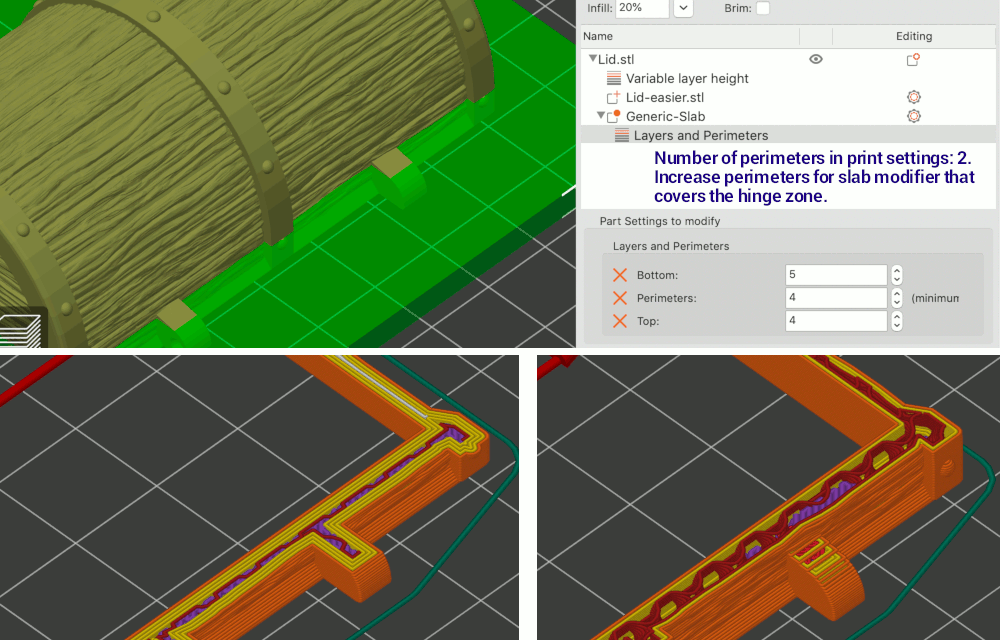 Infill: 20% Brim:
Name Editing
Lid.stl
Variable layer height
Lid-easier.stl
Generic-Slab
Layers and Perimeters
Number of perimeters in print settings: 2.
Increase perimeters for slab modifier that
covers the hinge zone.
Part Settings to modify
Layers and Perimeters
Bottom: 5
Perimeters: 4 (minimum
Top: 4